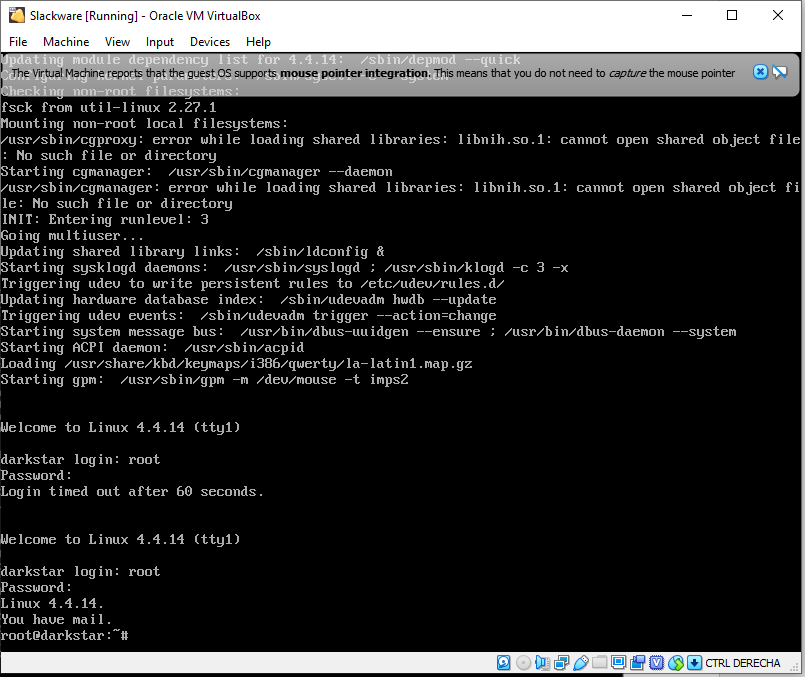 Slackware [Running] - Oracle VM VirtualBox
File Machine View Input Devices Help
Updating module dependency list for 4.4.14: /sbin/depmod --quick
The Virtual Machine reports that the guest OS supports mouse pointer integration. This means that you do not need to capture the mouse pointer
Checking non-root filesystems:
fsck from util-linux 2.27.1
Mounting non-root local filesystems:
/usr/sbin/cgproxy: error while loading shared libraries: libnih.so.1: cannot open shared object file
: No such file or directory
Starting cgmanager:  /usr/sbin/cgmanager --daemon
/usr/sbin/cgmanager: error while loading shared libraries: libnih.so.1: cannot open shared object fi
le: No such file or directory
INIT: Entering runlevel: 3
Going multiuser...
Updating shared library links:  /sbin/ldconfig &
Starting sysklogd daemons:  /usr/sbin/syslogd ; /usr/sbin/klogd -c 3 -x
Triggering udev to write persistent rules to /etc/udev/rules.d/
Updating hardware database index:  /sbin/udevadm hwdb --update
Triggering udev events:  /sbin/udevadm trigger --action=change
Starting system message bus:  /usr/bin/dbus-uuidgen --ensure ; /usr/bin/dbus-daemon --system
Starting ACPI daemon:  /usr/sbin/acpid
Loading /usr/share/kbd/keymaps/i386/qwerty/la-latin1.map.gz
Starting gpm:  /usr/sbin/gpm -m /dev/mouse -t imps2
Welcome to Linux 4.4.14 (tty1)
darkstar login: root
Password:
Login timed out after 60 seconds.
Welcome to Linux 4.4.14 (tty1)
darkstar login: root
Password:
Linux 4.4.14.
You have mail.
root@darkstar:~#
CTRL DERECHA